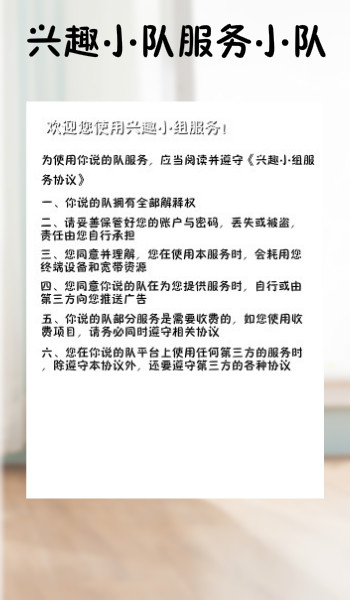 兴趣小队服务小队
欢迎您使用兴趣小组服务！
为使用你说的队服务，应当阅读并遵守《兴趣小组服
务协议》
一、你说的队拥有全部解释权
二、请妥善保管好您的账户与密码，丢失或被盗，
责任由您自行承担
三、您同意并理解，您在使用本服务时，会耗用您
终端设备和宽带资源
四、您同意你说的队在为您提供服务时，自行或由
第三方向您推送广告
五、你说的队部分服务是需要收费的，如您使用收
费项目，请务必同时遵守相关协议
六、您在你说的队平台上使用任何第三方的服务时
，除遵守本协议外，还要遵守第三方的各种协议